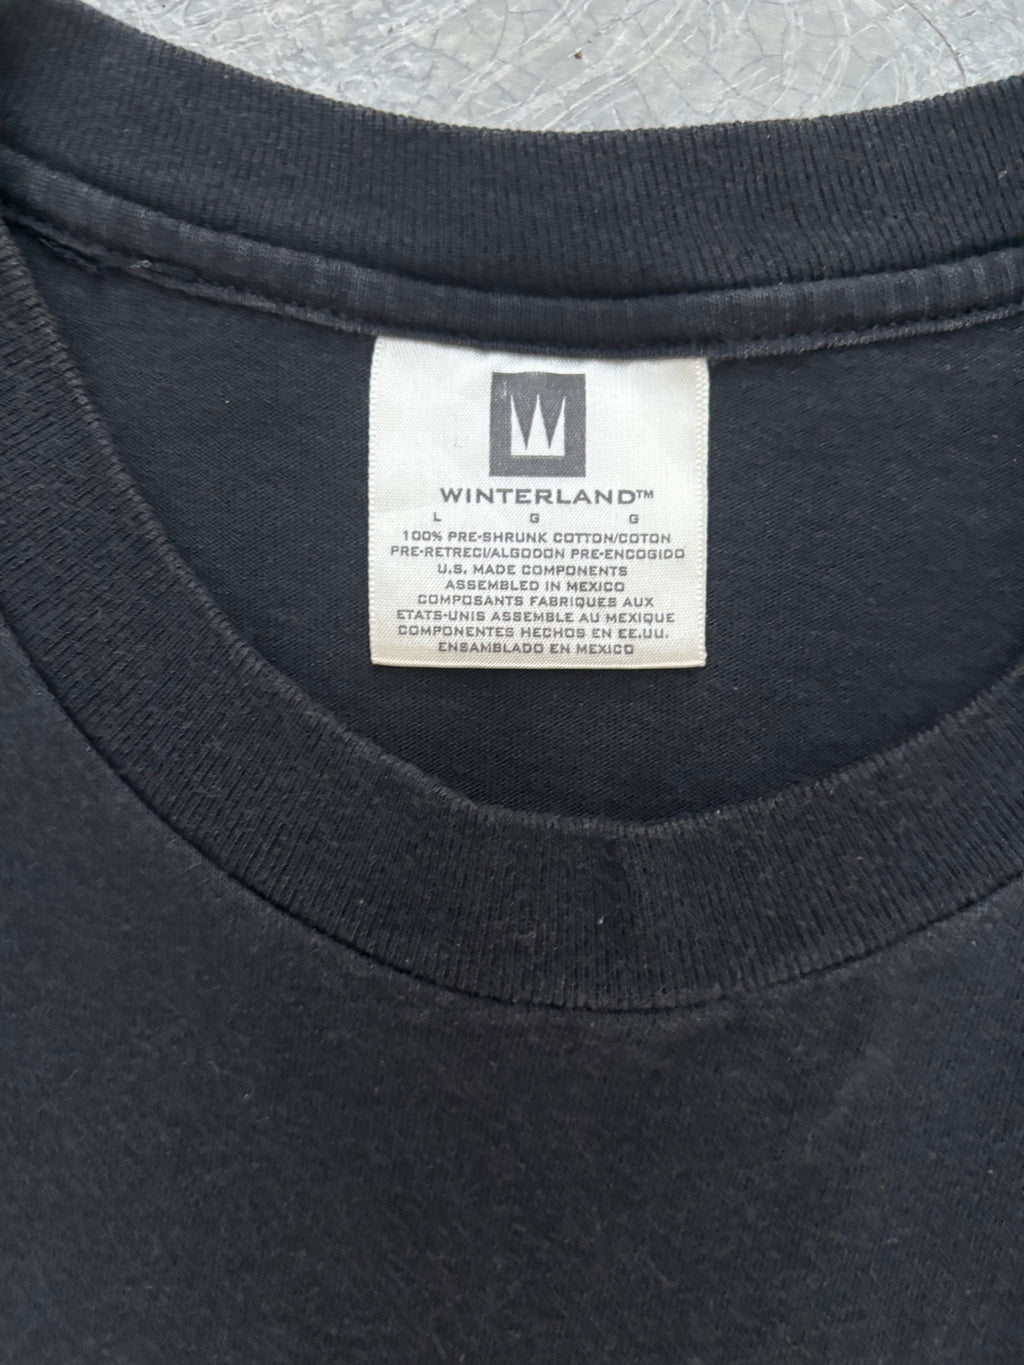 W
WINTERLAND™
L G G
100% PRE-SHRUNK COTTON/COTON
PRE-RETRECI/ALGODON PRE-ENCOGIDO
U.S. MADE COMPONENTS
ASSEMBLED IN MEXICO
COMPOSANTS FABRIQUES AUX
ETATS-UNIS ASSEMBLE AU MEXIQUE
COMPONENTES HECHOS EN EE.UU.
ENSAMBLADO EN MEXICO